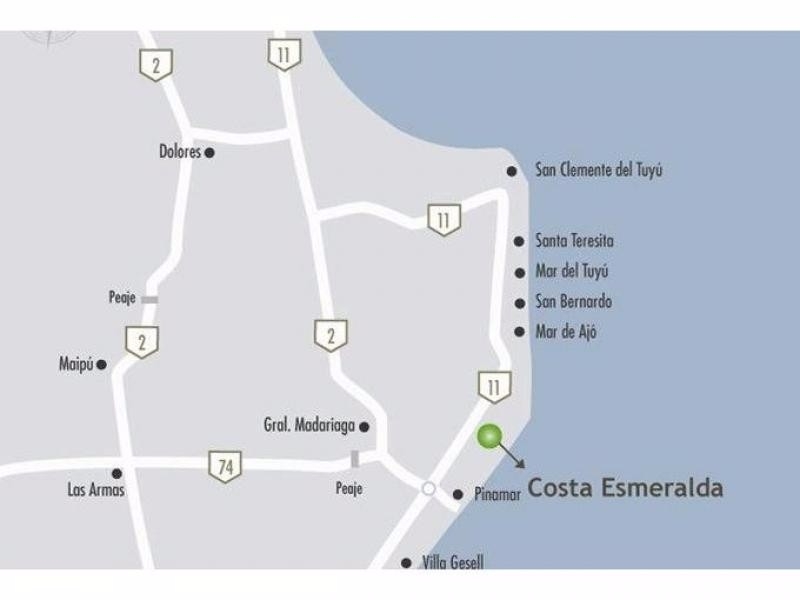 2
11
Dolores
San Clemente del Tuyú
11
Santa Teresita
Mar del Tuyú
Peaje
San Bernardo
2
2
Mar de Ajó
Maipú
11
Gral. Madariaga
74
Las Armas
Peaje
Pinamar
Costa Esmeralda
Villa Gesell